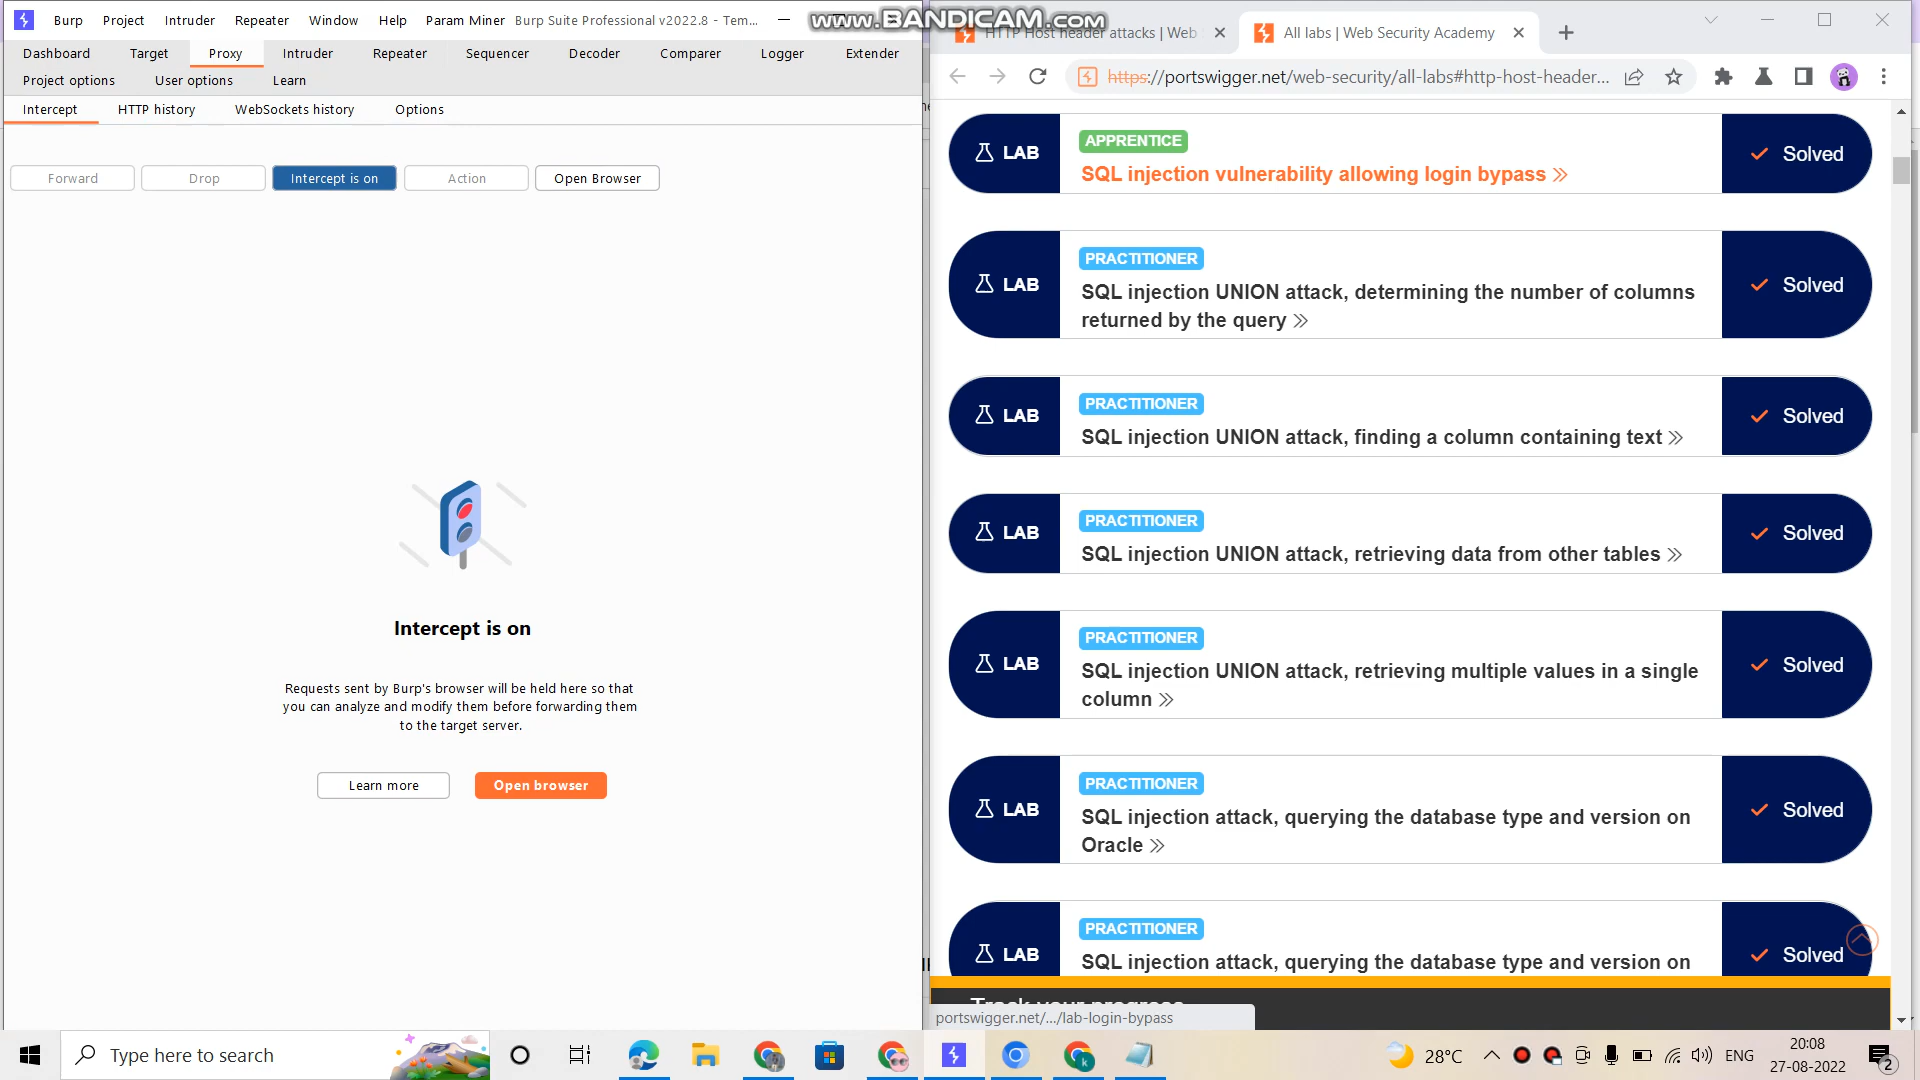 Burp Project Intruder Repeater Window Help Param Miner Burp Suite Professional v2022.8 - Tem...
www.BANDICAM.com
Dashboard Target Proxy Intruder Repeater Sequencer Decoder Comparer Logger Extender
Project options User options Learn
Intercept HTTP history WebSockets history Options
Forward Drop Intercept is on Action Open Browser
Intercept is on
Requests sent by Burp's browser will be held here so that
you can analyze and modify them before forwarding them
to the target server.
Learn more Open browser
HTTP Host header attacks | Web All labs | Web Security Academy
https://portswigger.net/web-security/all-labs#http-host-header...
LAB APPRENTICE Solved
SQL injection vulnerability allowing login bypass
LAB PRACTITIONER Solved
SQL injection UNION attack, determining the number of columns
returned by the query
LAB PRACTITIONER Solved
SQL injection UNION attack, finding a column containing text
LAB PRACTITIONER Solved
SQL injection UNION attack, retrieving data from other tables
LAB PRACTITIONER Solved
SQL injection UNION attack, retrieving multiple values in a single
column
LAB PRACTITIONER Solved
SQL injection attack, querying the database type and version on
Oracle
LAB PRACTITIONER Solved
SQL injection attack, querying the database type and version on
Track your progress
portswigger.net/.../lab-login-bypass
Type here to search
28°C ENG 20:08
27-08-2022
2